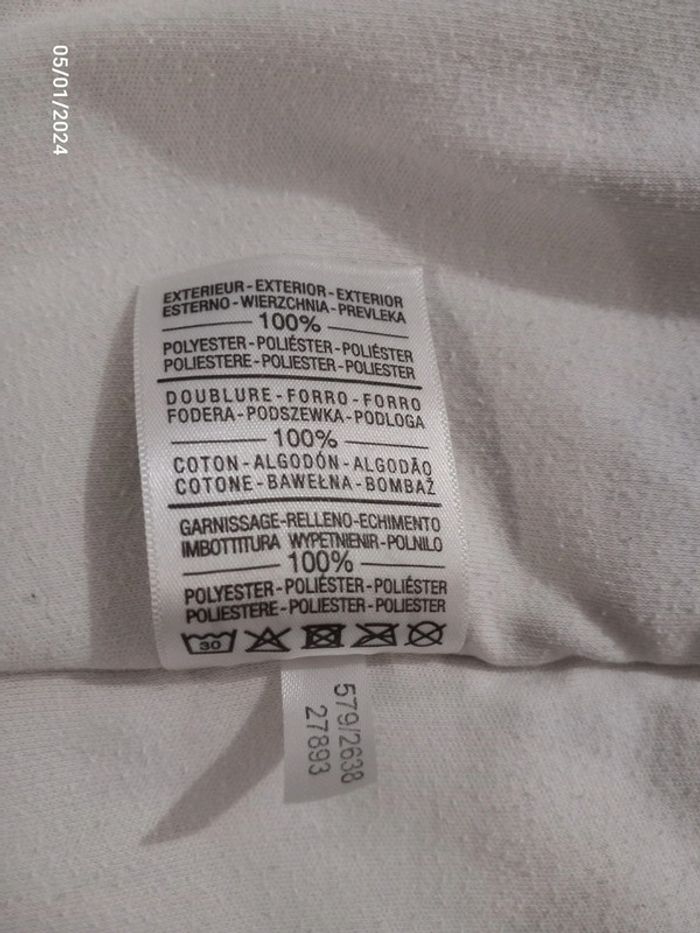 05/01/2024
EXTERIEUR-EXTERIOR-EXTERIOR
ESTERNO-WIERZCHNIA-PREVLEKA
100%
POLYESTER-POLIÉSTER-POLIÉSTER
POLIESTERE-POLIESTER-POLIESTER
DOUBLURE-FORRO-FORRO
FODERA-PODSZEWKA-PODLOGA
100%
COTON-ALGODÓN-ALGODÃO
COTONE-BAWEŁNA-BOMBAŽ
GARNISSAGE-RELLENO-ECHIMENTO
IMBOTTITURA WYPETNIENIR-POLNILO
100%
POLYESTER-POLIÉSTER-POLIÉSTER
POLIESTERE-POLIESTER-POLIESTER
30
579/2638
27893